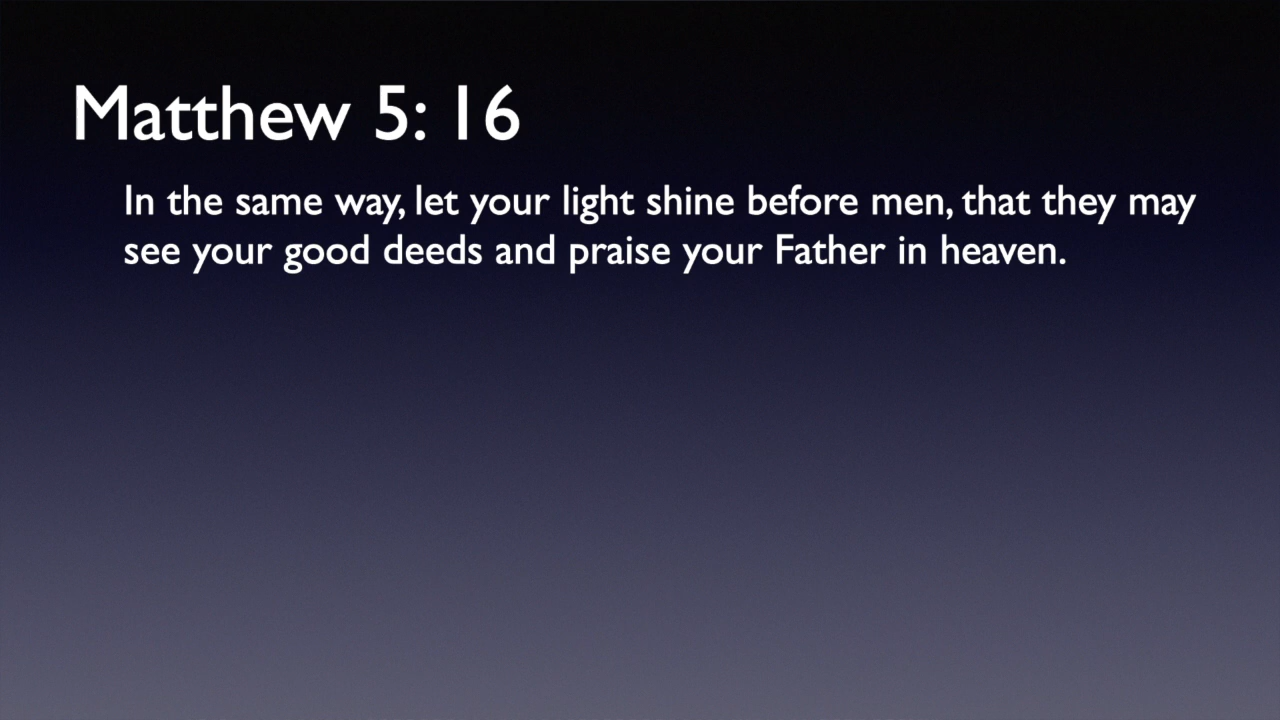 Matthew 5: 16
In the same way, let your light shine before men, that they may
see your good deeds and praise your Father in heaven.